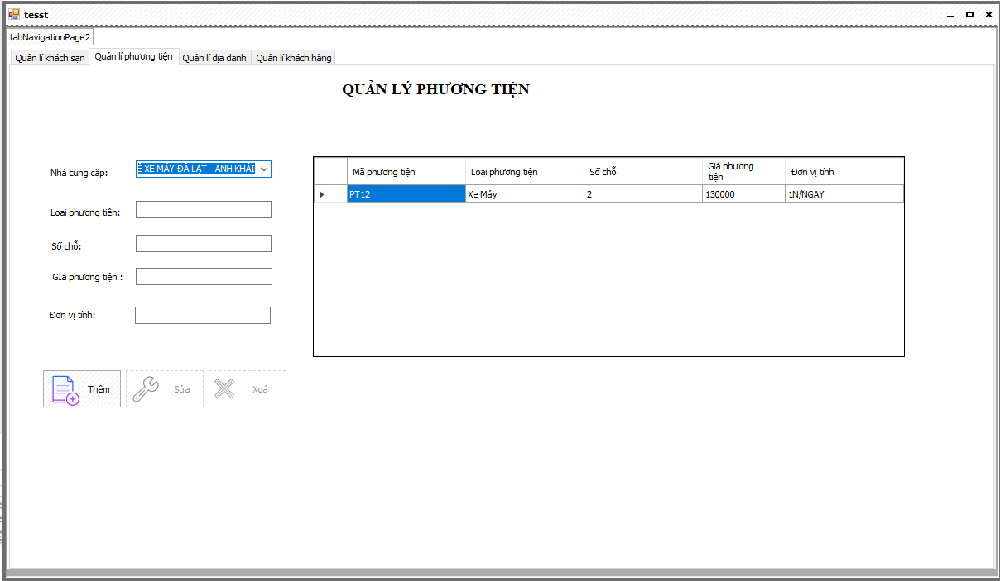 tesst
tabNavigationPage2
Quản lí khách sạn Quản lí phương tiện Quản lí địa danh Quản lí khách hàng
QUẢN LÝ PHƯƠNG TIỆN
Nhà cung cấp: XE MÁY ĐÀ LẠT - ANH KHẢI
Loại phương tiện:
Số chỗ:
GIá phương tiện :
Đơn vị tính:
Mã phương tiện Loại phương tiện Số chỗ Giá phương tiện Đơn vị tính
PT12 Xe Máy 2 130000 1N/NGAY
Thêm Sửa Xoá